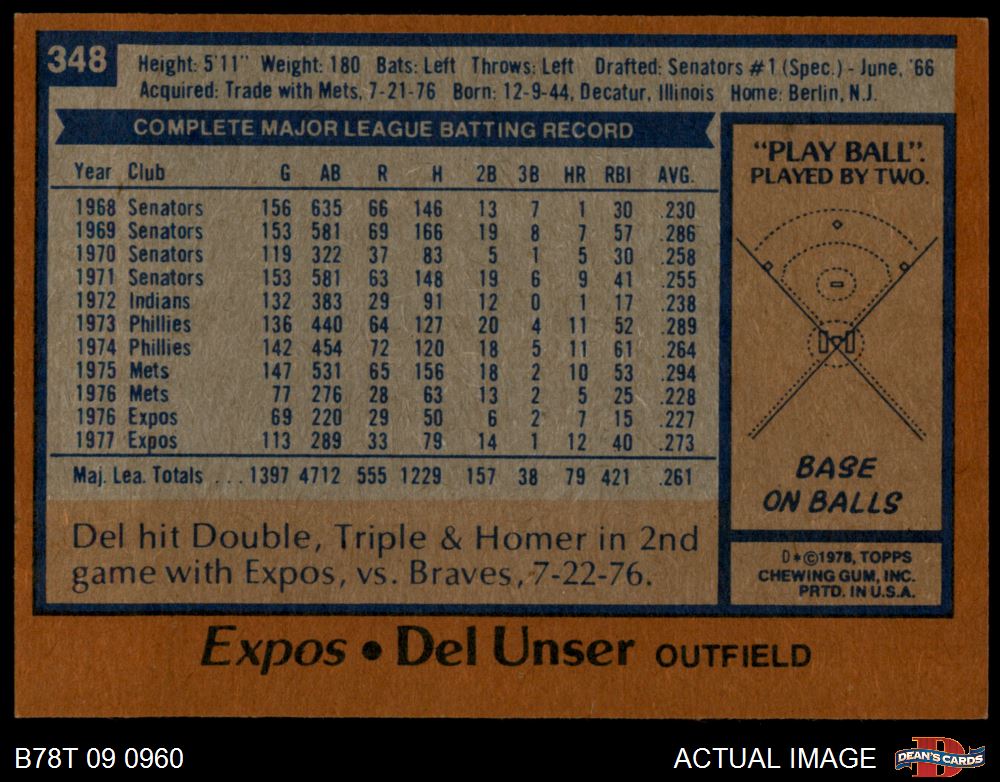 348
Height: 5'11" Weight: 180 Bats: Left Throws: Left Drafted: Senators #1 (Spec.) - June, '66
Acquired: Trade with Mets, 7-21-76 Born: 12-9-44, Decatur, Illinois Home: Berlin, N.J.
COMPLETE MAJOR LEAGUE BATTING RECORD
Year Club G AB R H 2B 3B HR RBI AVG.
1968 Senators 156 635 66 146 13 7 1 30 .230
1969 Senators 153 581 69 166 19 8 7 57 .286
1970 Senators 119 322 37 83 5 1 5 30 .258
1971 Senators 153 581 63 148 19 6 9 41 .255
1972 Indians 132 383 29 91 12 0 1 17 .238
1973 Phillies 136 440 64 127 20 4 11 52 .289
1974 Phillies 142 454 72 120 18 5 11 61 .264
1975 Mets 147 531 65 156 18 2 10 53 .294
1976 Mets 77 276 28 63 13 2 5 25 .228
1976 Expos 69 220 29 50 6 2 7 15 .227
1977 Expos 113 289 33 79 14 1 12 40 .273
Maj. Lea. Totals ...1397 4712 555 1229 157 38 79 421 .261
Del hit Double, Triple & Homer in 2nd
game with Expos, vs. Braves, 7-22-76.
"PLAY BALL".
PLAYED BY TWO.
BASE
ON BALLS
D*©1978, TOPPS
CHEWING GUM, INC.
PRTD. IN U.S.A.
Expos • Del Unser OUTFIELD
B78T 09 0960
ACTUAL IMAGE
D
DEAN'S CARDS